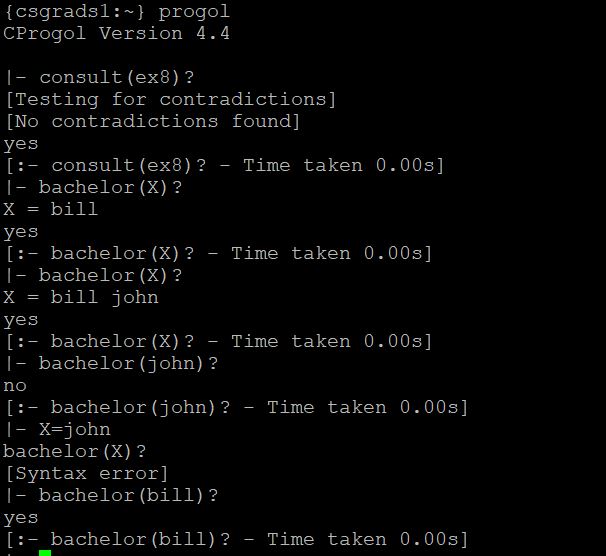 {csgrads1:~} progol
CProgol Version 4.4
|- consult(ex8)?
[Testing for contradictions]
[No contradictions found]
yes
[:- consult(ex8)? - Time taken 0.00s]
|- bachelor(X)?
X = bill
yes
[:- bachelor(X)? - Time taken 0.00s]
|- bachelor(X)?
X = bill john
yes
[:- bachelor(X)? - Time taken 0.00s]
|- bachelor(john)?
no
[:- bachelor(john)? - Time taken 0.00s]
|- X=john
bachelor(X)?
[Syntax error]
|- bachelor(bill)?
yes
[:- bachelor(bill)? - Time taken 0.00s]
|-